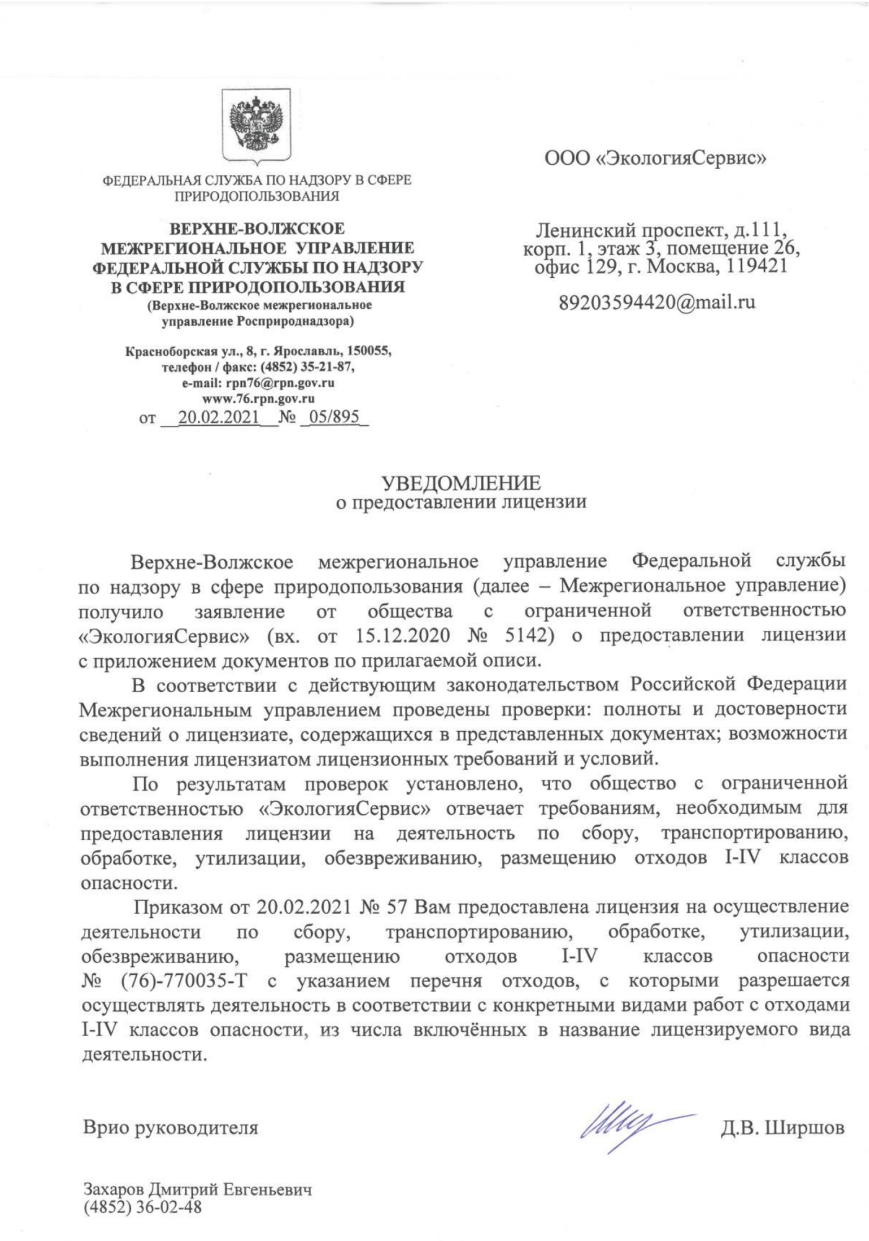 ФЕДЕРАЛЬНАЯ СЛУЖБА ПО НАДЗОРУ В СФЕРЕ
ПРИРОДОПОЛЬЗОВАНИЯ
ВЕРХНЕ-ВОЛЖСКОЕ
МЕЖРЕГИОНАЛЬНОЕ УПРАВЛЕНИЕ
ФЕДЕРАЛЬНОЙ СЛУЖБЫ ПО НАДЗОРУ
В СФЕРЕ ПРИРОДОПОЛЬЗОВАНИЯ
(Верхне-Волжское межрегиональное
управление Росприроднадзора)
Красноборская ул., 8, г. Ярославль, 150055,
телефон / факс: (4852) 35-21-87,
e-mail: rpn76@rpn.gov.ru
www.76.rpn.gov.ru
от 20.02.2021 № 05/895
ООО «ЭкологияСервис»
Ленинский проспект, д.111,
корп. 1, этаж 3, помещение 26,
офис 129, г. Москва, 119421
89203594420@mail.ru
УВЕДОМЛЕНИЕ
о предоставлении лицензии
Верхне-Волжское межрегиональное управление Федеральной службы
по надзору в сфере природопользования (далее – Межрегиональное управление)
получило заявление от общества с ограниченной ответственностью
«ЭкологияСервис» (вх. от 15.12.2020 № 5142) о предоставлении лицензии
с приложением документов по прилагаемой описи.
В соответствии с действующим законодательством Российской Федерации
Межрегиональным управлением проведены проверки: полноты и достоверности
сведений о лицензиате, содержащихся в представленных документах; возможности
выполнения лицензиатом лицензионных требований и условий.
По результатам проверок установлено, что общество с ограниченной
ответственностью «ЭкологияСервис» отвечает требованиям, необходимым для
предоставления лицензии на деятельность по сбору, транспортированию,
обработке, утилизации, обезвреживанию, размещению отходов I-IV классов
опасности.
Приказом от 20.02.2021 № 57 Вам предоставлена лицензия на осуществление
деятельности по сбору, транспортированию, обработке, утилизации,
обезвреживанию, размещению отходов I-IV классов опасности
№ (76)-770035-Т с указанием перечня отходов, с которыми разрешается
осуществлять деятельность в соответствии с конкретными видами работ с отходами
I-IV классов опасности, из числа включённых в название лицензируемого вида
деятельности.
Врио руководителя
Д.В. Ширшов
Захаров Дмитрий Евгеньевич
(4852) 36-02-48